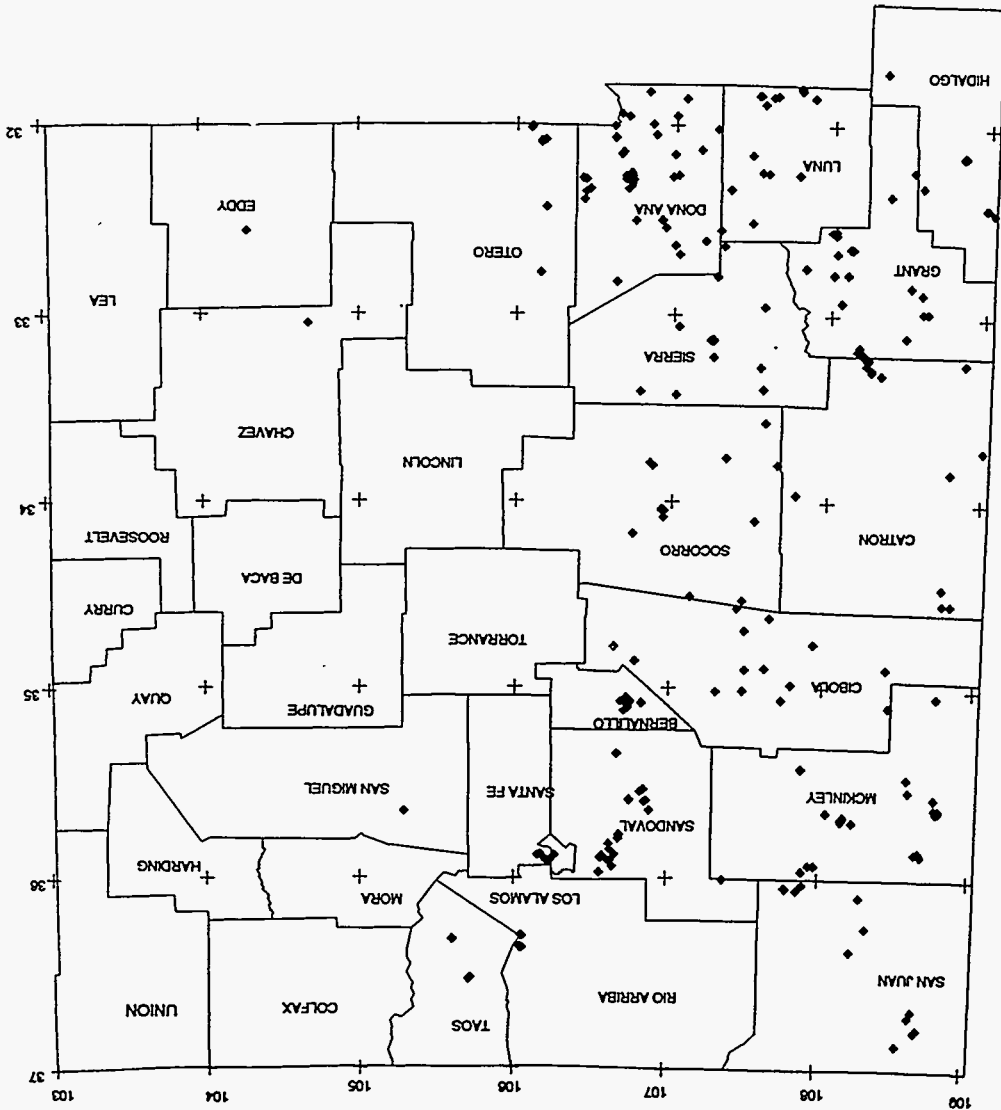 109 108 107 106 105 104 103
37
SAN JUAN
RIO ARRIBA
TAOS
COLFAX
UNION
LOS ALAMOS
MORA
36
HARDING
MCKINLEY
SANDOVAL
SANTA FE
SAN MIGUEL
BERNALILLO
GUADALUPE
QUAY
35
CIBOLA
TORRANCE
CURRY
DE BACA
CATRON
SOCORRO
ROOSEVELT
34
LINCOLN
CHAVEZ
SIERRA
33
LEA
GRANT
OTERO
DONA ANA
EDDY
LUNA
32
HIDALGO